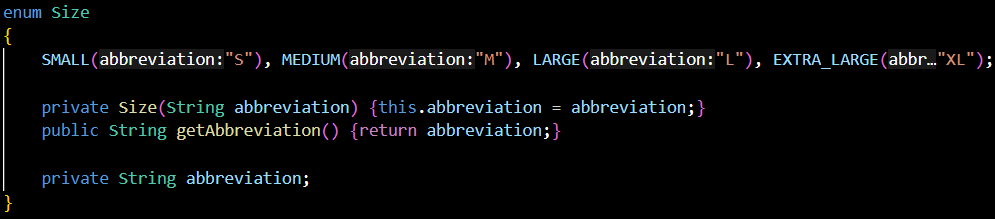 enum Size
{
SMALL(abbreviation:"S"), MEDIUM(abbreviation:"M"), LARGE(abbreviation:"L"), EXTRA_LARGE(abbr…"XL");
private Size(String abbreviation) {this.abbreviation = abbreviation;}
public String getAbbreviation() {return abbreviation;}
private String abbreviation;
}